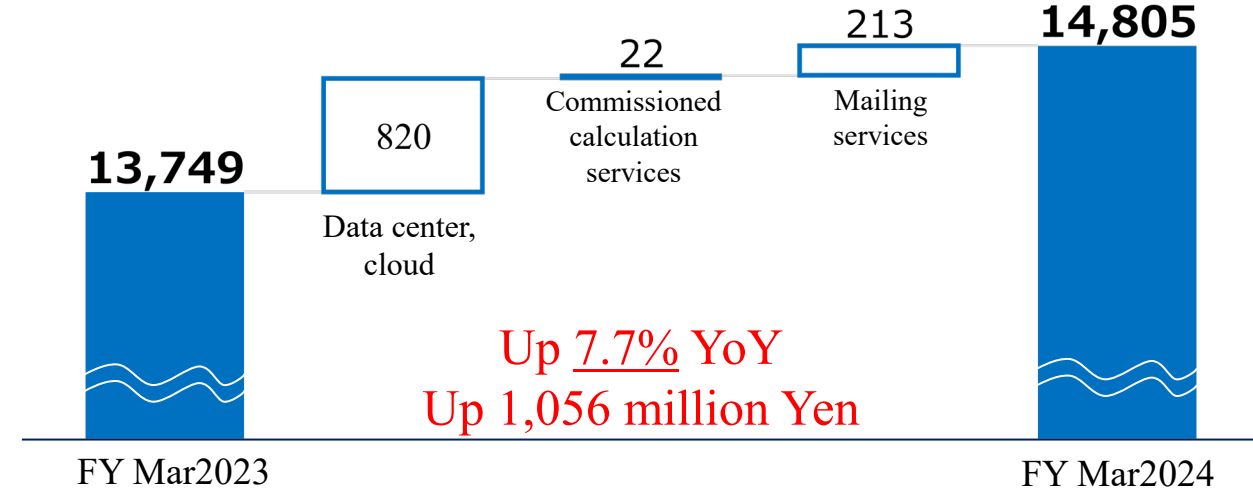 13,749
820
Data center,
cloud
22
Commissioned
calculation
services
213
Mailing
services
14,805
Up 7.7% YoY
Up 1,056 million Yen
FY Mar2023
FY Mar2024